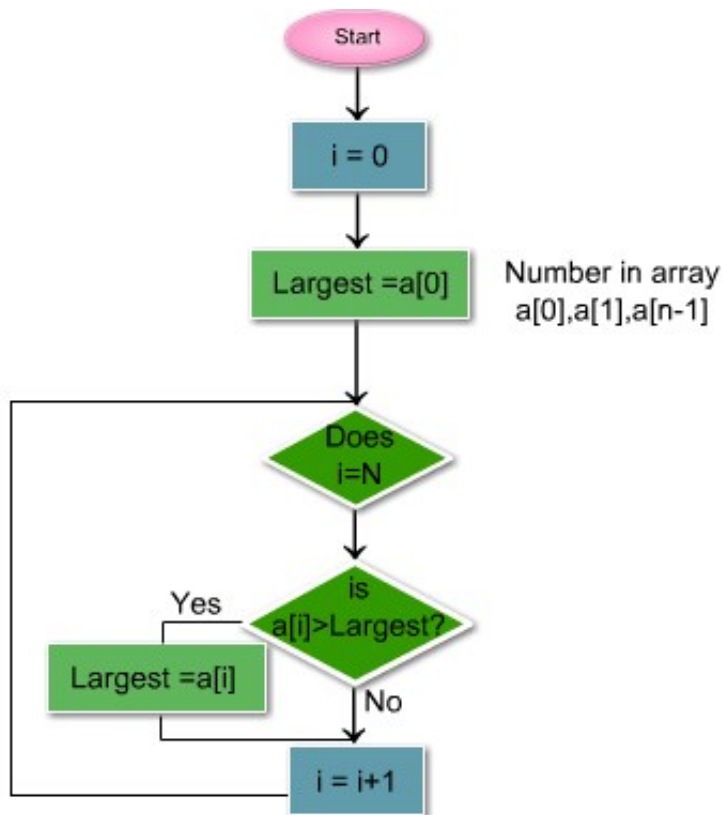 Start
i = 0
Largest =a[0]
Number in array
a[0],a[1],a[n-1]
Does
i=N
is
a[i]>Largest?
Yes
Largest =a[i]
No
i = i+1